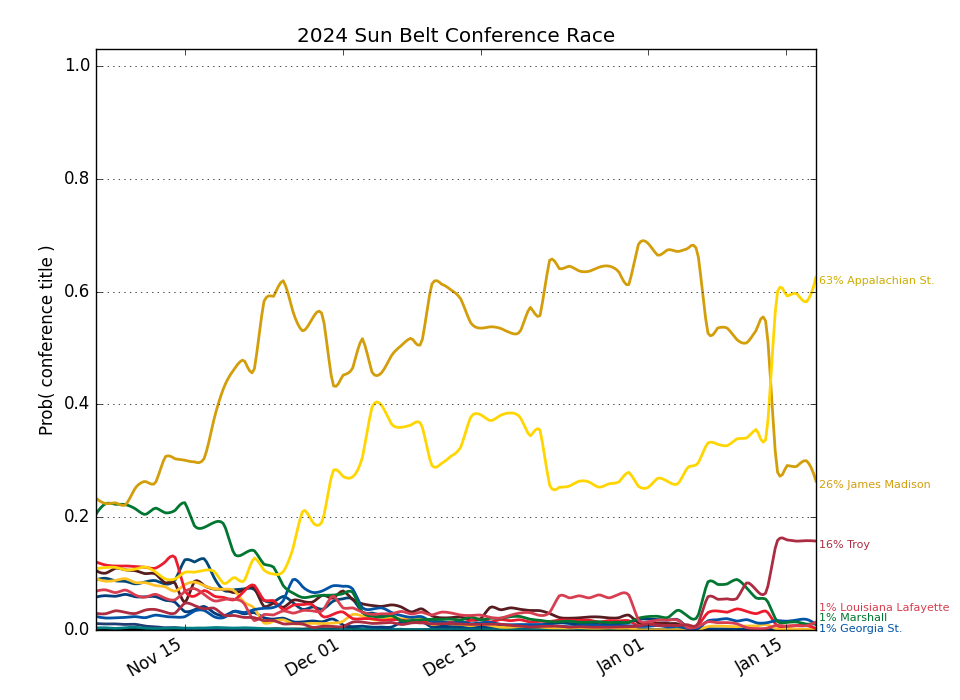 2024 Sun Belt Conference Race
1.0
0.8
0.6
0.4
0.2
0.0
Prob( conference title )
63% Appalachian St.
26% James Madison
16% Troy
1% Louisiana Lafayette
1% Marshall
1% Georgia St.
Nov 15
Dec 01
Dec 15
Jan 01
Jan 15